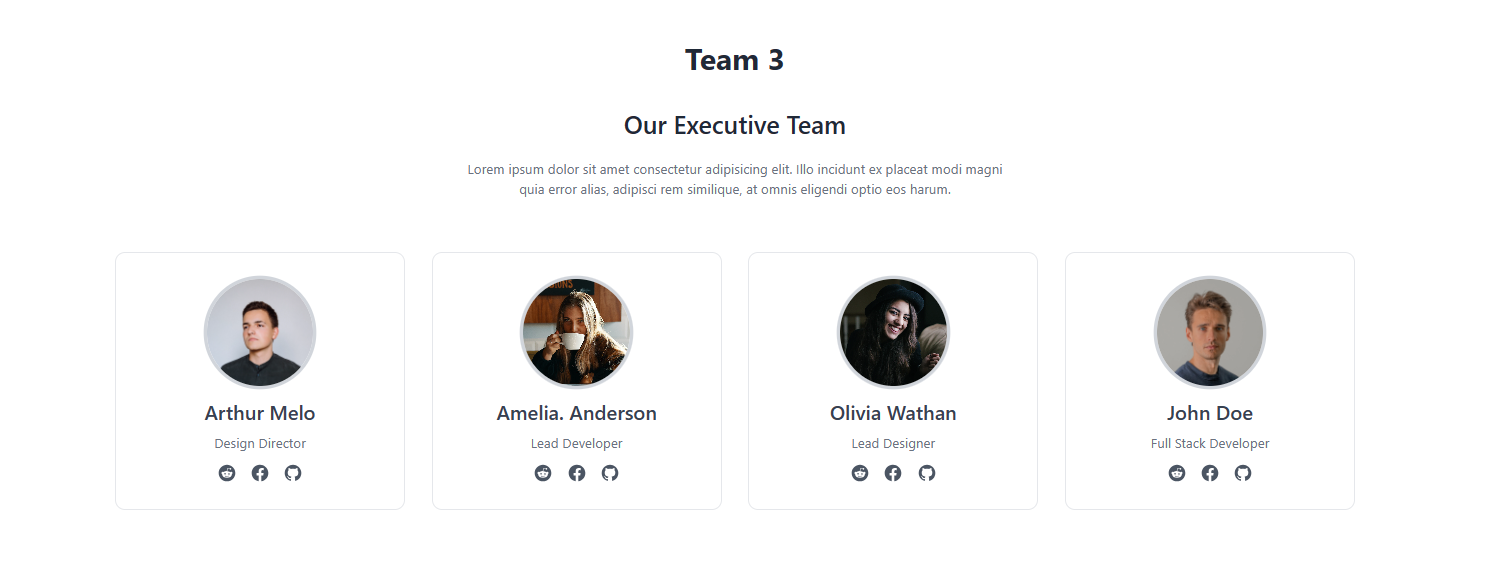 Team 3
Our Executive Team
Lorem ipsum dolor sit amet consectetur adipisicing elit. Illo incidunt ex placeat modi magni
quia error alias, adipisci rem similique, at omnis eligendi optio eos harum.
Arthur Melo
Design Director
Amelia. Anderson
Lead Developer
Olivia Wathan
Lead Designer
John Doe
Full Stack Developer